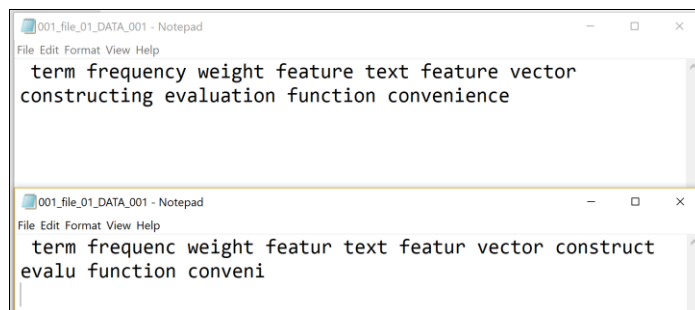 001_file_01_DATA_001 - Notepad
File Edit Format View Help
term frequency weight feature text feature vector
constructing evaluation function convenience
001_file_01_DATA_001 - Notepad
File Edit Format View Help
term frequenc weight featur text featur vector construct
evalu function conveni